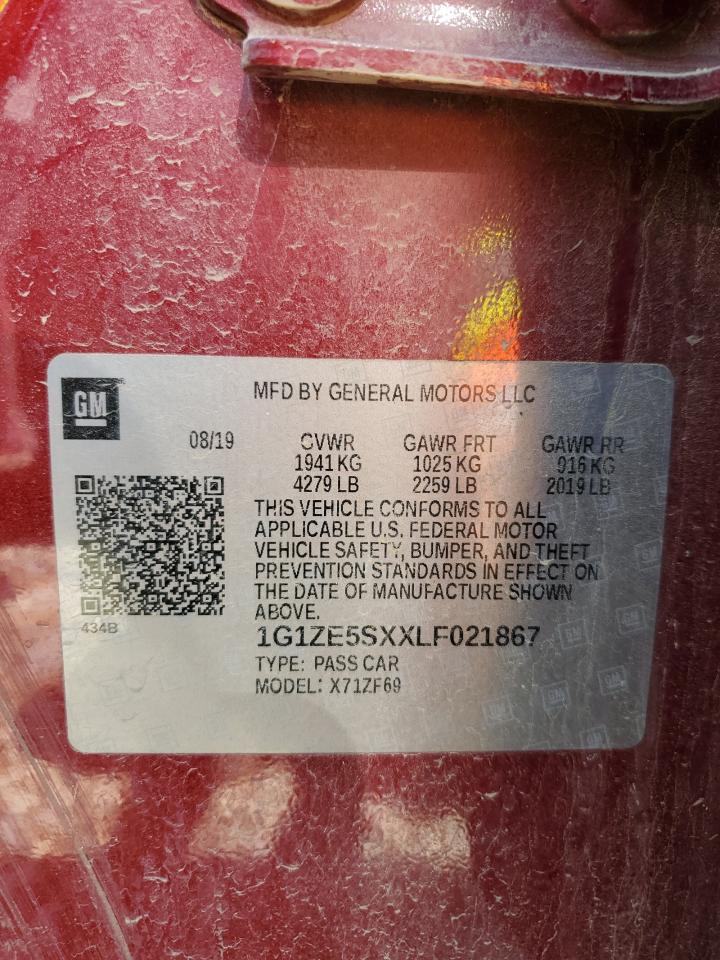 GM
MFD BY GENERAL MOTORS LLC
08/19 GVWR GAWR FRT GAWR RR
1941 KG 1025 KG 916 KG
4279 LB 2259 LB 2019 LB
THIS VEHICLE CONFORMS TO ALL
APPLICABLE U.S. FEDERAL MOTOR
VEHICLE SAFETY, BUMPER, AND THEFT
PREVENTION STANDARDS IN EFFECT ON
THE DATE OF MANUFACTURE SHOWN
ABOVE.
434B
1G1ZE5SXXLF021867
TYPE: PASS CAR
MODEL: X71ZF69